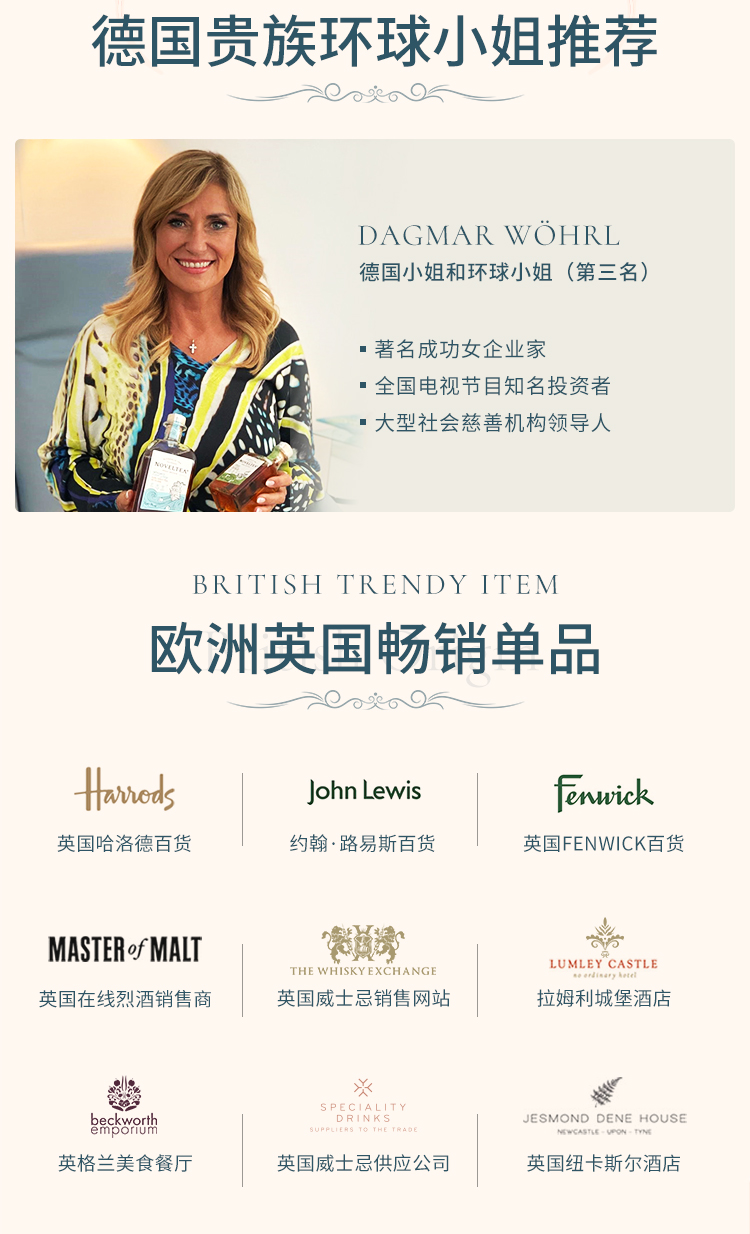 德国贵族环球小姐推荐
DAGMAR WÖHRL
德国小姐和环球小姐（第三名）
▪ 著名成功女企业家
▪ 全国电视节目知名投资者
▪ 大型社会慈善机构领导人
NOVELTEA
BRITISH TRENDY ITEM
欧洲英国畅销单品
Harrods
英国哈洛德百货
John Lewis
约翰·路易斯百货
Fenwick
英国FENWICK百货
MASTER of MALT
英国在线烈酒销售商
THE WHISKY EXCHANGE
英国威士忌销售网站
LUMLEY CASTLE
no ordinary hotel
拉姆利城堡酒店
beckworth
emporium
英格兰美食餐厅
SPECIALITY
DRINKS
SUPPLIERS TO THE TRADE
英国威士忌供应公司
JESMOND DENE HOUSE
NEWCASTLE - UPON - TYNE
英国纽卡斯尔酒店